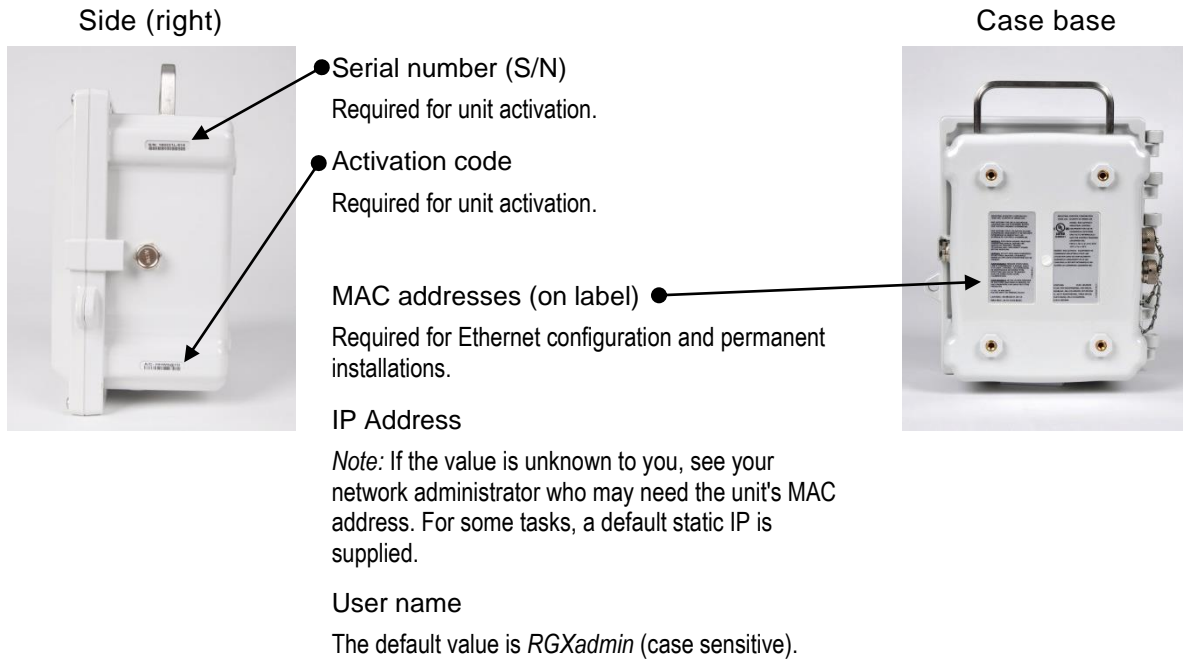 Side (right)
Case base
Serial number (S/N)
Required for unit activation.
Activation code
Required for unit activation.
MAC addresses (on label)
Required for Ethernet configuration and permanent
installations.
IP Address
Note: If the value is unknown to you, see your
network administrator who may need the unit's MAC
address. For some tasks, a default static IP is
supplied.
User name
The default value is RGXadmin (case sensitive).